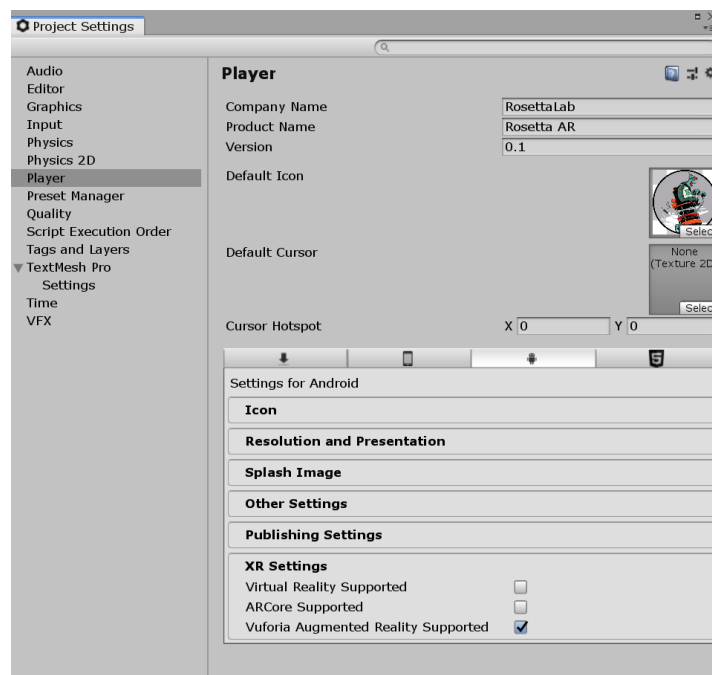 Project Settings
Audio
Editor
Graphics
Input
Physics
Physics 2D
Player
Preset Manager
Quality
Script Execution Order
Tags and Layers
TextMesh Pro
Settings
Time
VFX
Player
Company Name RosettaLab
Product Name Rosetta AR
Version 0.1
Default Icon
Selec
Default Cursor None
(Texture 2D
Selec
Cursor Hotspot X 0 Y 0
Settings for Android
Icon
Resolution and Presentation
Splash Image
Other Settings
Publishing Settings
XR Settings
Virtual Reality Supported
ARCore Supported
Vuforia Augmented Reality Supported